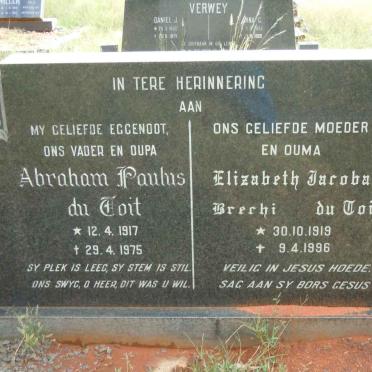 VERWEY
DANIEL J.
IN TERE HERINNERING
AAN
MY GELIEFDE EGGENOOT,
ONS VADER EN OUPA
Abraham Paulus
du Toit
★ 12.4.1917
✝ 29.4.1975
SY PLEK IS LEEG, SY STEM IS STIL
ONS SWYG, O HEER, DIT WAS U WIL.
ONS GELIEFDE MOEDER
EN OUMA
Elizabeth Jacoba
Brechi du Toi
★ 30.10.1919
✝ 9.4.1996
VEILIG IN JESUS HOEDE
SAG AAN SY BORS GESUS